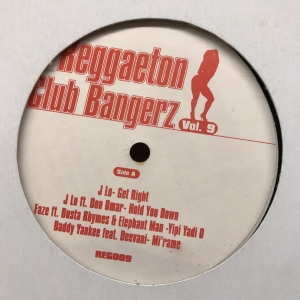 Reggaeton
Club Bangerz
Vol. 9
Side A
J Lo- Get Right
J Lo ft. Don Omar- Hold You Down
Faze ft. Busta Rhymes & Elephant Man -Yipi Yadi O
Daddy Yankee feat. Deevani- Mi'rame
REG009